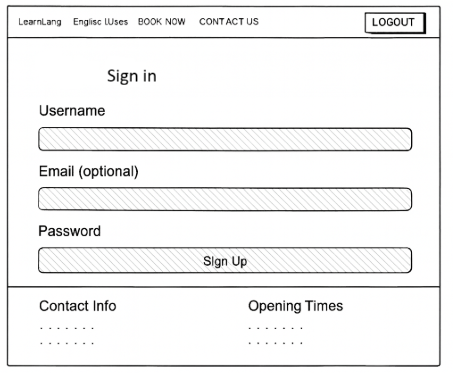 LearnLang Englisc lUses BOOK NOW CONTACT US LOGOUT
Sign in
Username
Email (optional)
Password
SIgn Up
Contact Info Opening Times